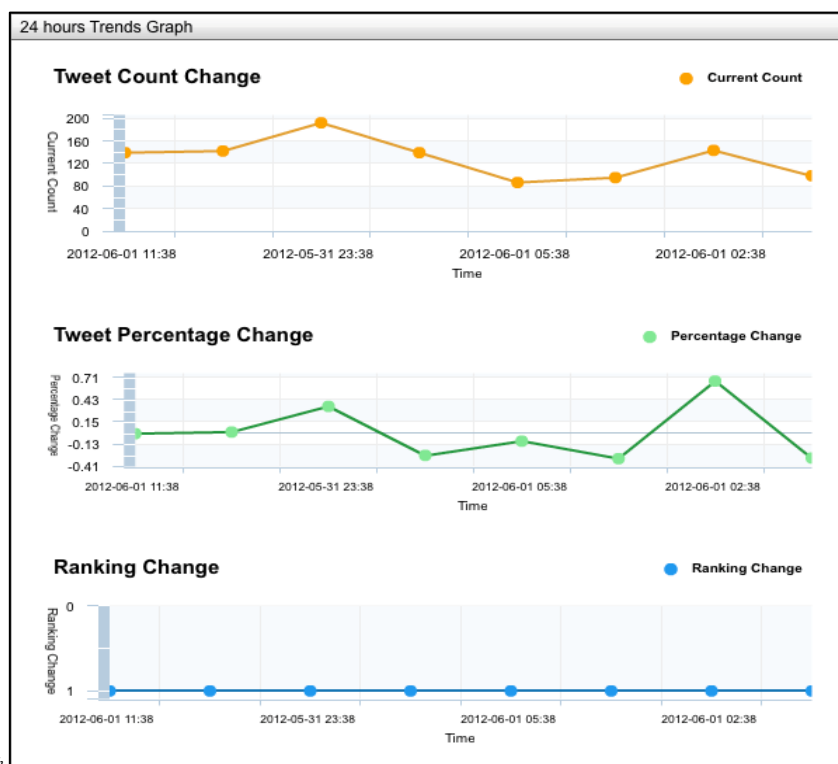 24 hours Trends Graph
Tweet Count Change
Current Count
200
160
120
80
40
0
Current Count
2012-06-01 11:38
2012-05-31 23:38
2012-06-01 05:38
2012-06-01 02:38
Time
Tweet Percentage Change
Percentage Change
0.71
0.43
0.15
-0.13
-0.41
Percentage Change
2012-06-01 11:38
2012-05-31 23:38
2012-06-01 05:38
2012-06-01 02:38
Time
Ranking Change
Ranking Change
0
1
Ranking Change
2012-06-01 11:38
2012-05-31 23:38
2012-06-01 05:38
2012-06-01 02:38
Time